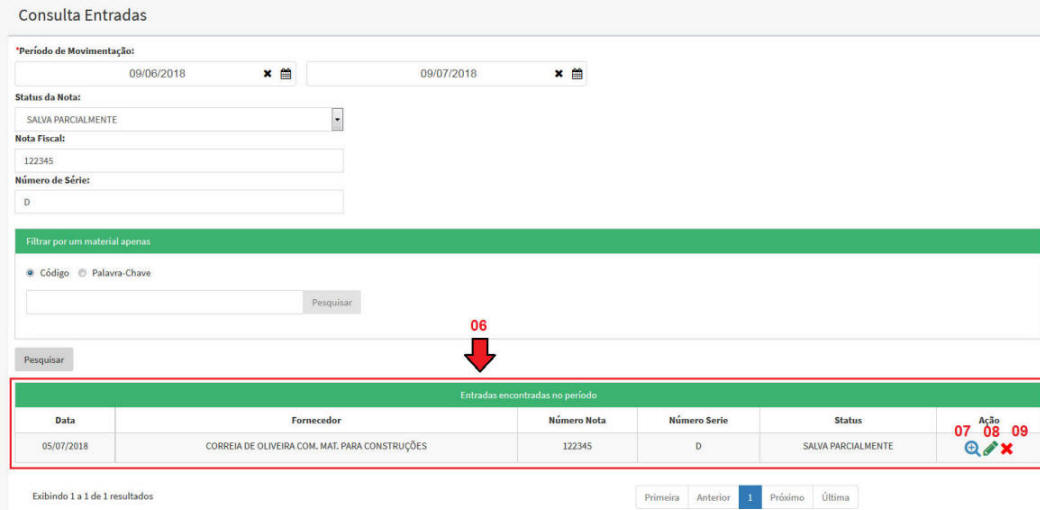 Consulta Entradas
*Período de Movimentação:
09/06/2018 09/07/2018
Status da Nota:
SALVA PARCIALMENTE
Nota Fiscal:
122345
Número de Série:
D
Filtrar por um material apenas
Código Palavra-Chave
Pesquisar
06
Pesquisar
Entradas encontradas no período
Data Fornecedor Número Nota Número Serie Status Ação
07 08 09
05/07/2018 CORREIA DE OLIVEIRA COM. MAT. PARA CONSTRUÇÕES 122345 D SALVA PARCIALMENTE
Exibindo 1 a 1 de 1 resultados Primeira Anterior 1 Próximo Última